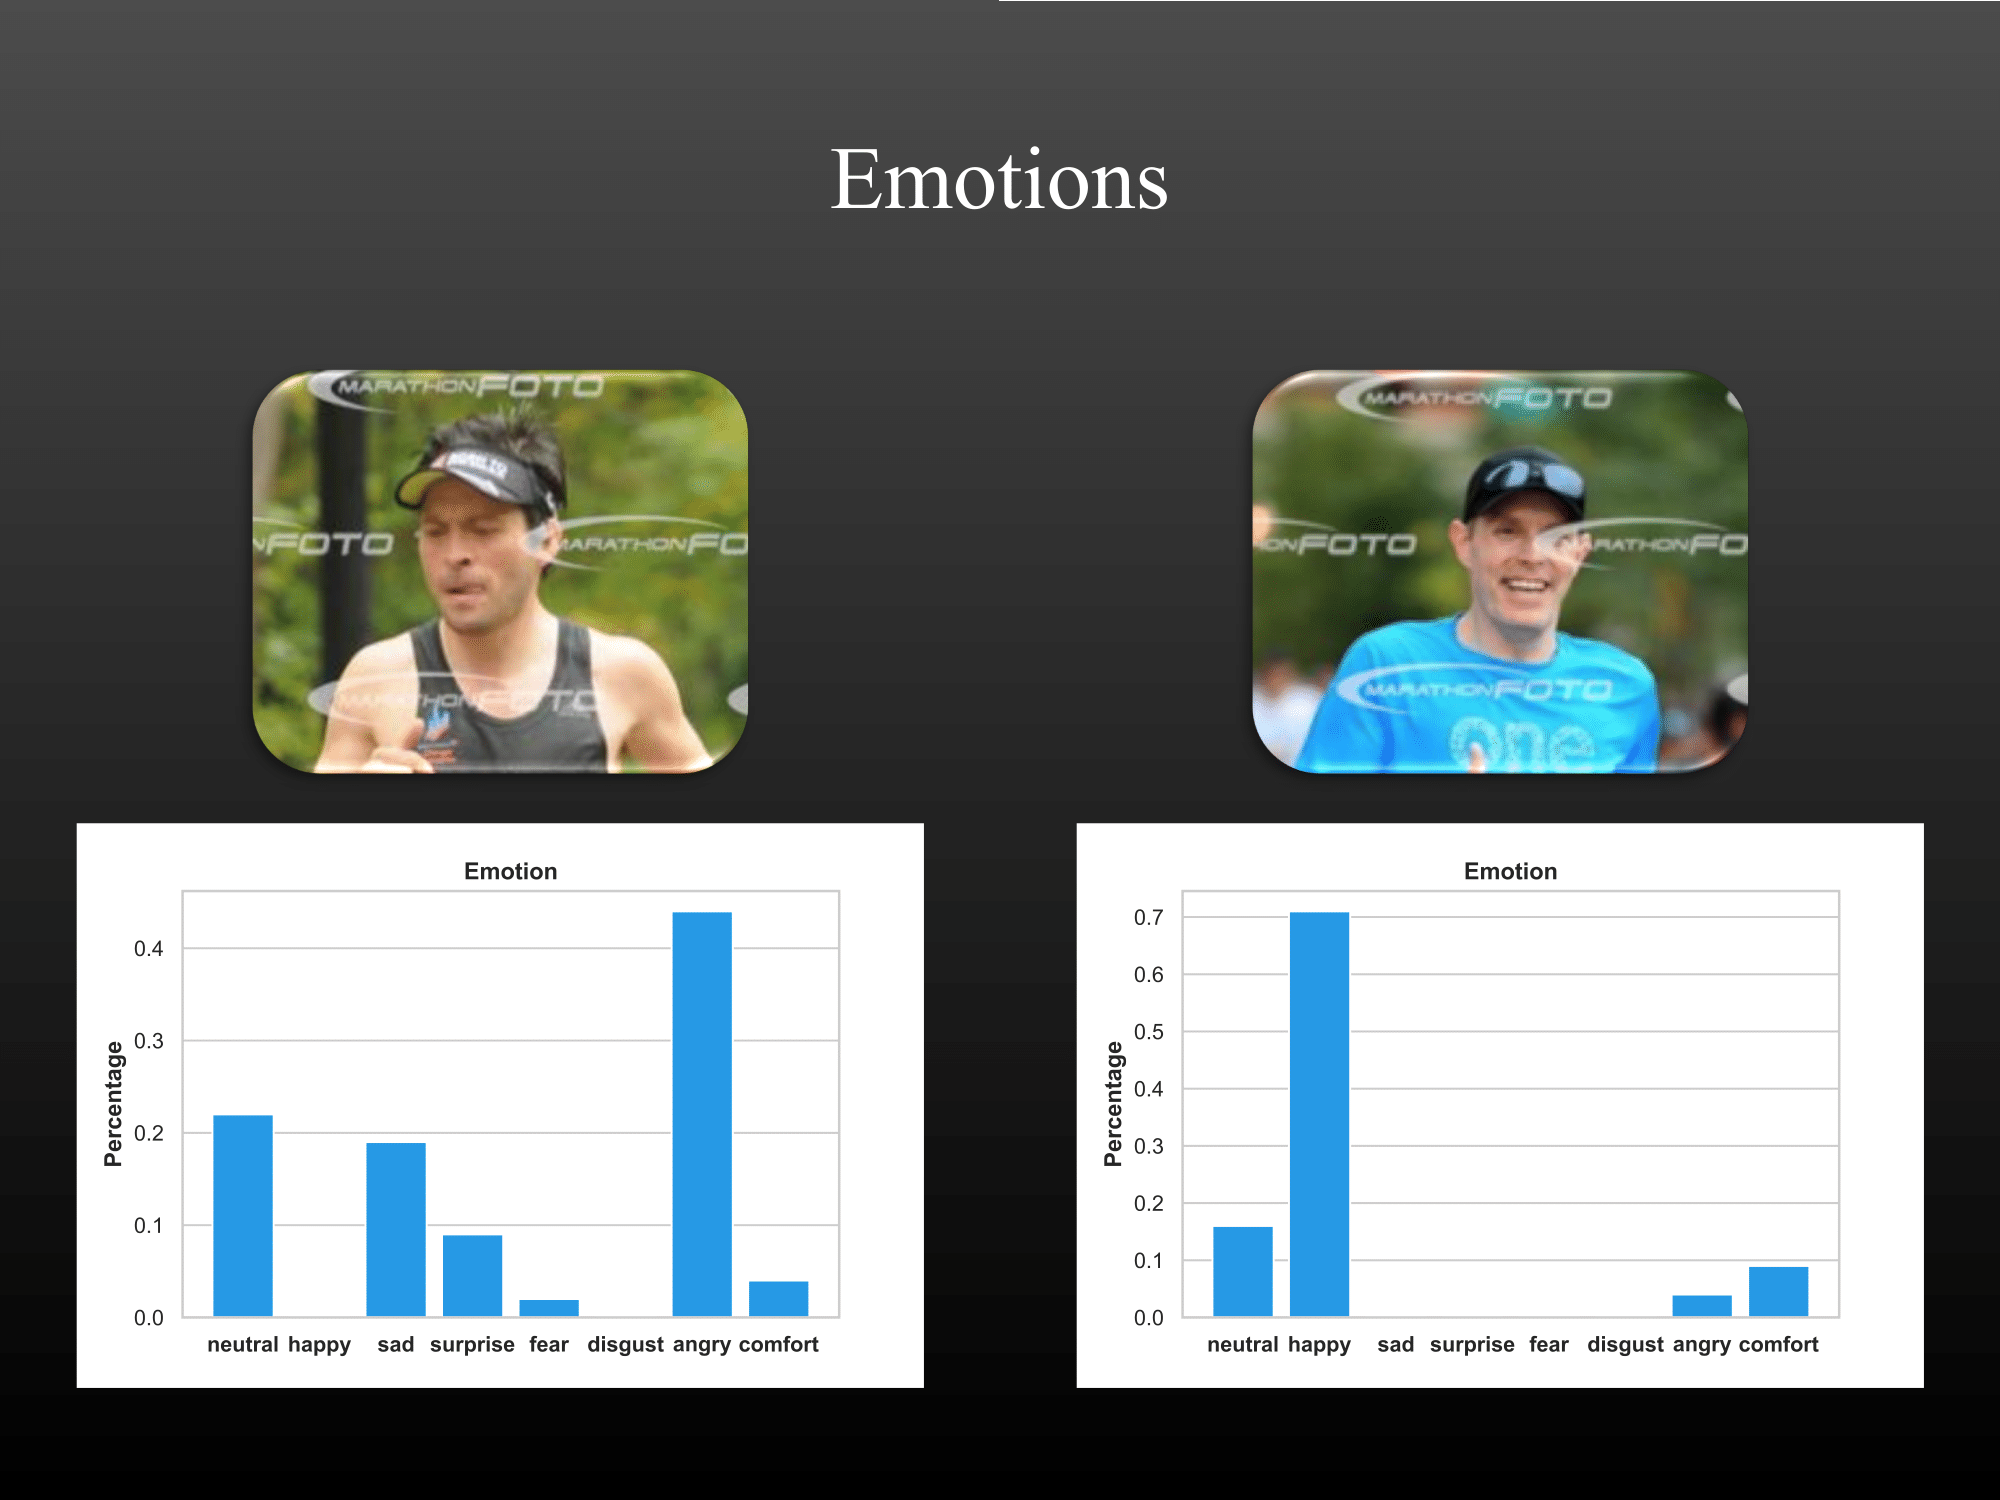 Emotions
MARATHONFOTO
NFOTO
MARATHONFO
MARATHONFOTO
MARATHONFOTO
ONFOTO
MARATHONFO
MARATHONFOTO
one
Emotion
Percentage
0.4
0.3
0.2
0.1
0.0
neutral happy sad surprise fear disgust angry comfort
Emotion
Percentage
0.7
0.6
0.5
0.4
0.3
0.2
0.1
0.0
neutral happy sad surprise fear disgust angry comfort